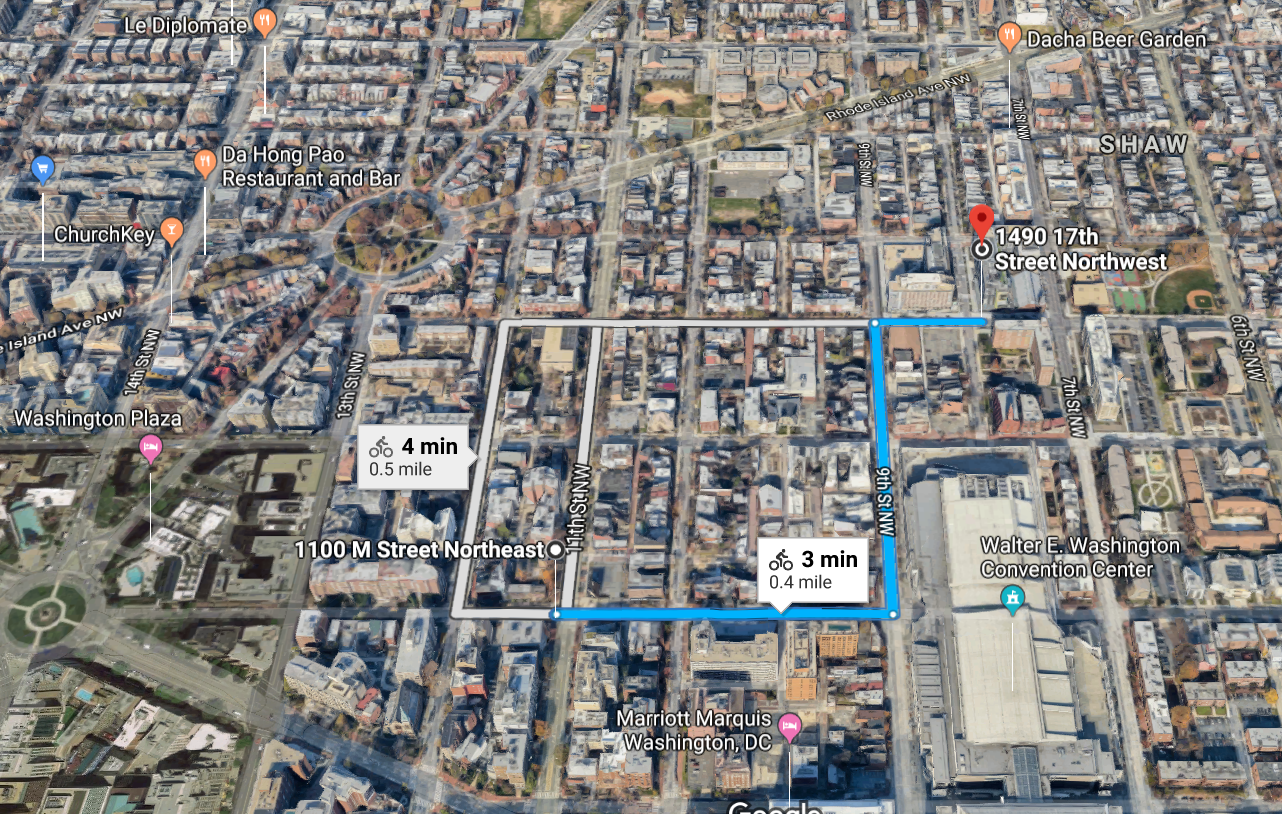 Le Diplomate
Dacha Beer Garden
Rhode Island Ave NW
7th St NW
SHAW
Da Hong Pao
Restaurant and Bar
9th St NW
ChurchKey
1490 17th
Street Northwest
e Island Ave NW
14th St NW
13th St NW
6th St NW
7th St NW
Washington Plaza
4 min
0.5 mile
11th St NW
9th St NW
1100 M Street Northeast
3 min
0.4 mile
Walter E. Washington
Convention Center
Marriott Marquis
Washington, DC
Google